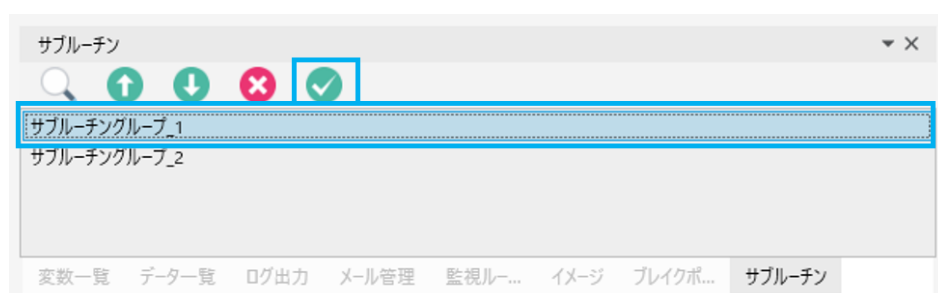 サブルーチン
サブルーチングループ_1
サブルーチングループ_2
変数一覧 データ一覧 ログ出力 メール管理 監視ルー... イメージ ブレイクポ... サブルーチン